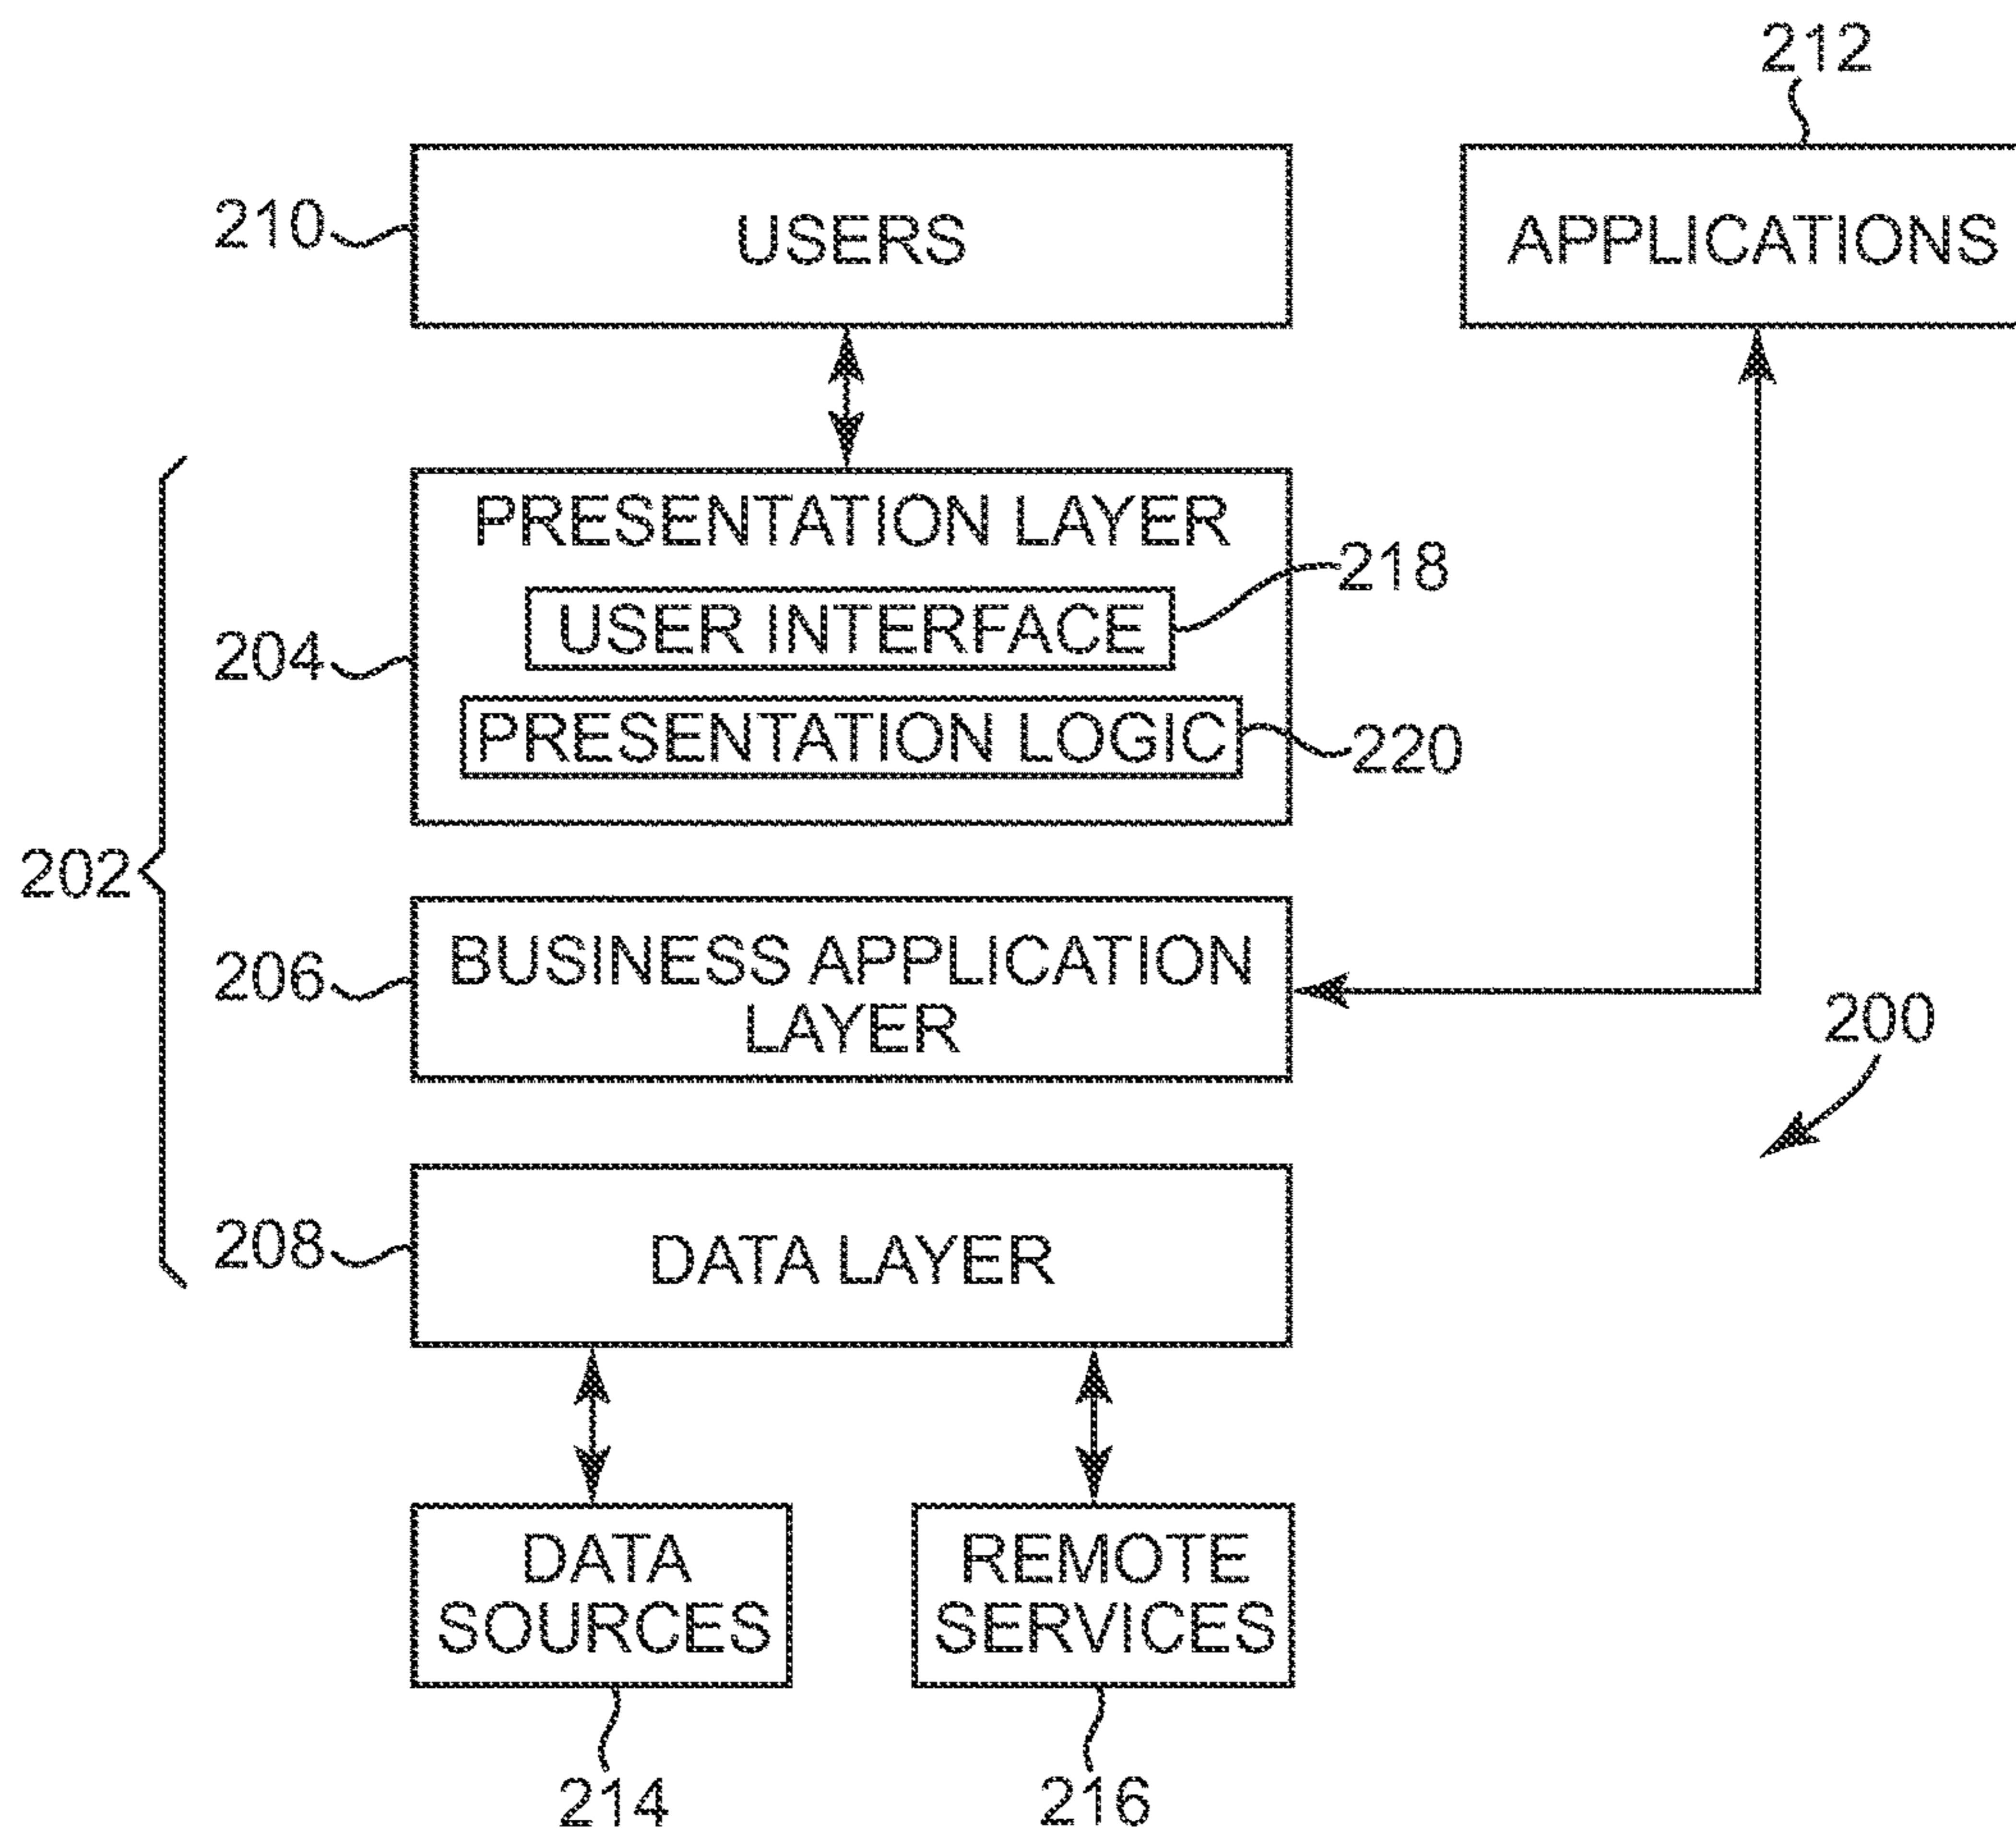 212
210
USERS
APPLICATIONS
PRESENTATION LAYER
218
USER INTERFACE
204
PRESENTATION LOGIC
220
202
206
BUSINESS APPLICATION
LAYER
200
208
DATA LAYER
DATA
SOURCES
REMOTE
SERVICES
214
216